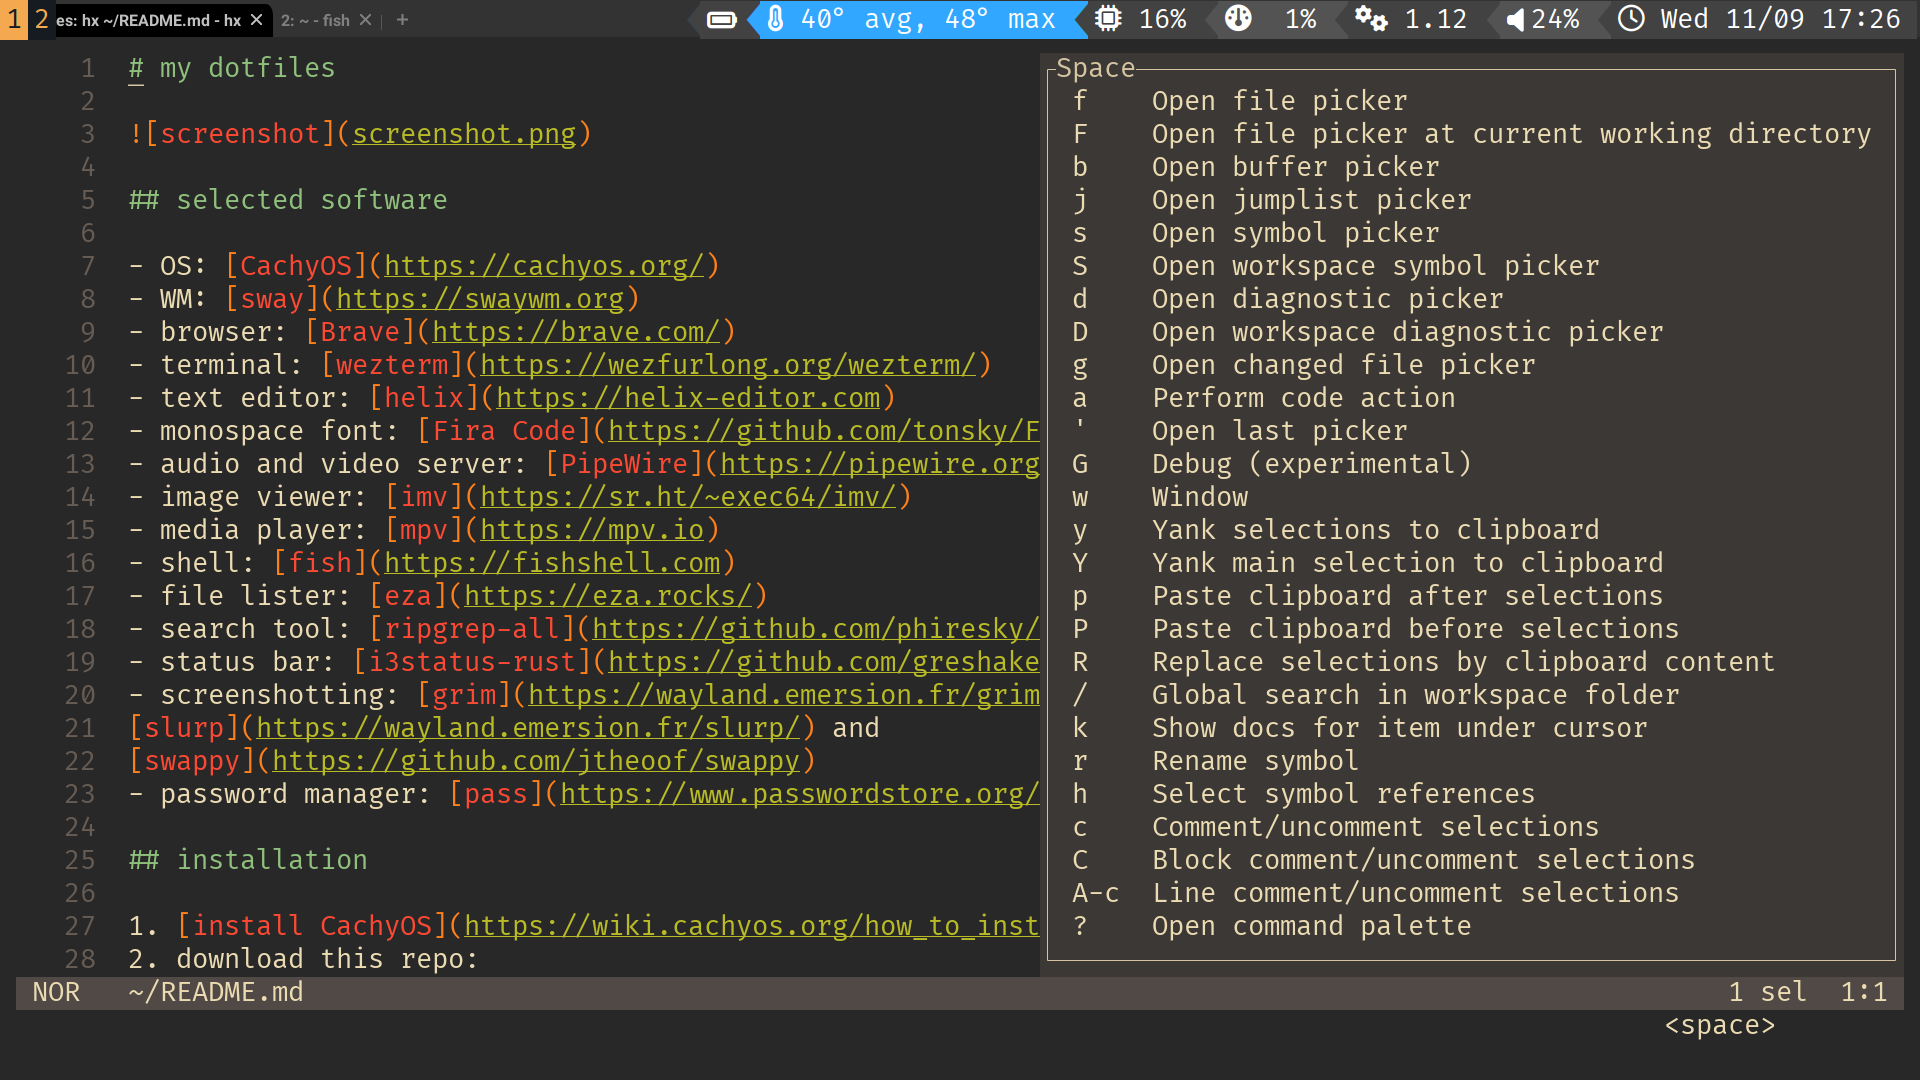 1 2 es: hx ~/README.md - hx × 2: ~ - fish × + 40° avg, 48° max 16% 1% 1.12 24% Wed 11/09 17:26
1 # my dotfiles
2
3 ![screenshot](screenshot.png)
4
5 ## selected software
6
7 - OS: [CachyOS](https://cachyos.org/)
8 - WM: [sway](https://swaywm.org)
9 - browser: [Brave](https://brave.com/)
10 - terminal: [wezterm](https://wezfurlong.org/wezterm/)
11 - text editor: [helix](https://helix-editor.com)
12 - monospace font: [Fira Code](https://github.com/tonsky/F
13 - audio and video server: [PipeWire](https://pipewire.org
14 - image viewer: [imv](https://sr.ht/~exec64/imv/)
15 - media player: [mpv](https://mpv.io)
16 - shell: [fish](https://fishshell.com)
17 - file lister: [eza](https://eza.rocks/)
18 - search tool: [ripgrep-all](https://github.com/phiresky/
19 - status bar: [i3status-rust](https://github.com/greshake
20 - screenshotting: [grim](https://wayland.emersion.fr/grim
21 [slurp](https://wayland.emersion.fr/slurp/) and
22 [swappy](https://github.com/jtheoof/swappy)
23 - password manager: [pass](https://www.passwordstore.org/
24
25 ## installation
26
27 1. [install CachyOS](https://wiki.cachyos.org/how_to_inst
28 2. download this repo:
Space
f Open file picker
F Open file picker at current working directory
b Open buffer picker
j Open jumplist picker
s Open symbol picker
S Open workspace symbol picker
d Open diagnostic picker
D Open workspace diagnostic picker
g Open changed file picker
a Perform code action
' Open last picker
G Debug (experimental)
w Window
y Yank selections to clipboard
Y Yank main selection to clipboard
p Paste clipboard after selections
P Paste clipboard before selections
R Replace selections by clipboard content
/ Global search in workspace folder
k Show docs for item under cursor
r Rename symbol
h Select symbol references
c Comment/uncomment selections
C Block comment/uncomment selections
A-c Line comment/uncomment selections
? Open command palette
NOR ~/README.md 1 sel 1:1
<space>